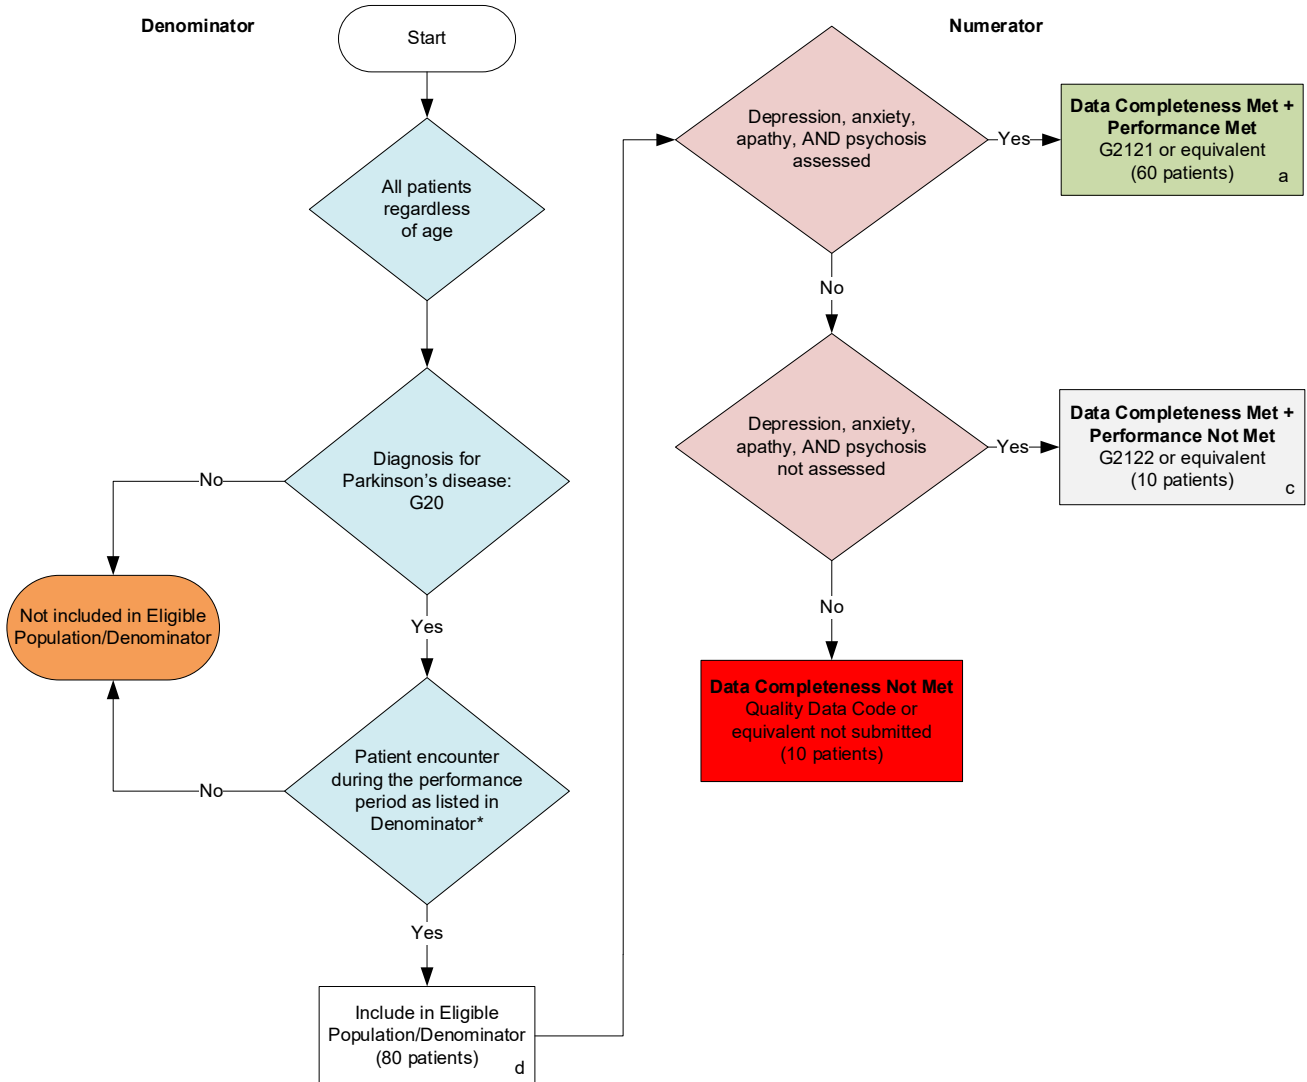 Denominator
Start
All patients
regardless
of age
Diagnosis for
Parkinson’s disease:
G20
No
Not included in Eligible
Population/Denominator
Yes
Patient encounter
during the performance
period as listed in
Denominator*
No
Yes
Include in Eligible
Population/Denominator
(80 patients)
d
Numerator
Depression, anxiety,
apathy, AND psychosis
assessed
Yes
Data Completeness Met +
Performance Met
G2121 or equivalent
(60 patients)
a
No
Depression, anxiety,
apathy, AND psychosis
not assessed
Yes
Data Completeness Met +
Performance Not Met
G2122 or equivalent
(10 patients)
c
No
Data Completeness Not Met
Quality Data Code or
equivalent not submitted
(10 patients)